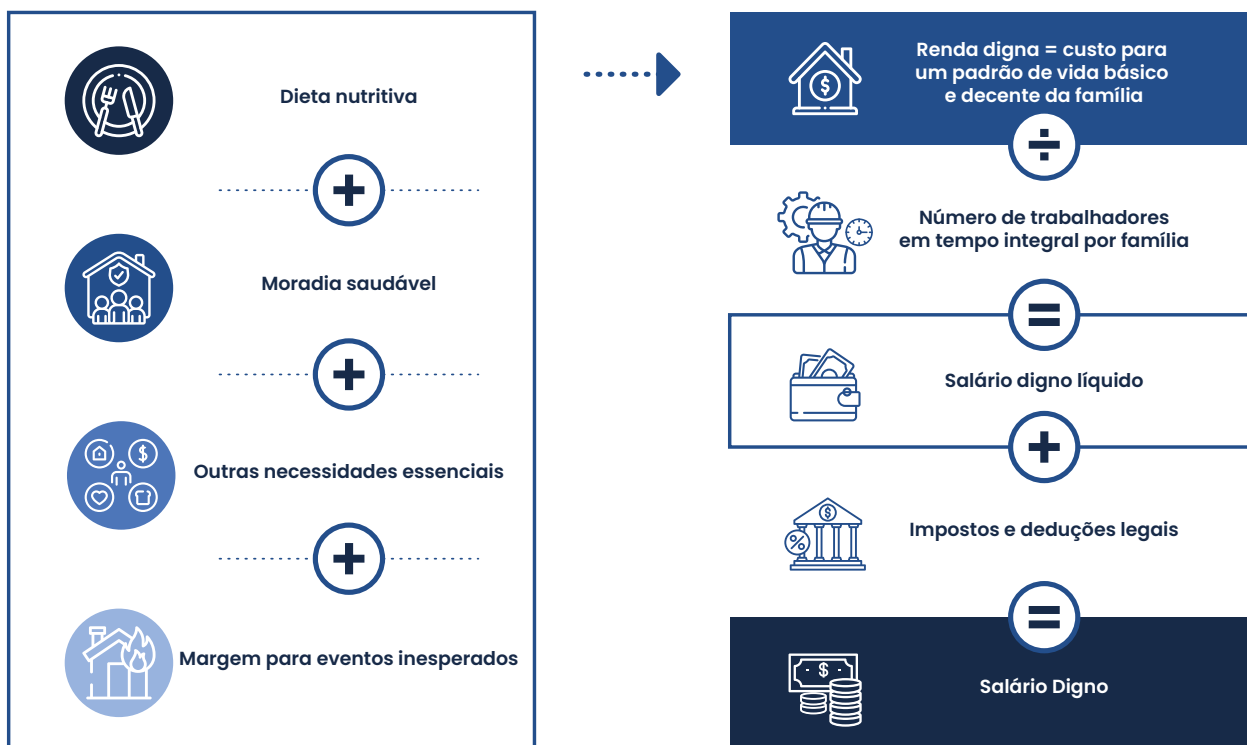 Dieta nutritiva
+
Moradia saudável
+
Outras necessidades essenciais
+
Margem para eventos inesperados
$
Renda digna = custo para
um padrão de vida básico
e decente da família
$
÷
Número de trabalhadores
em tempo integral por família
=
Salário digno líquido
+
Impostos e deduções legais
$
%
=
Salário Digno
$